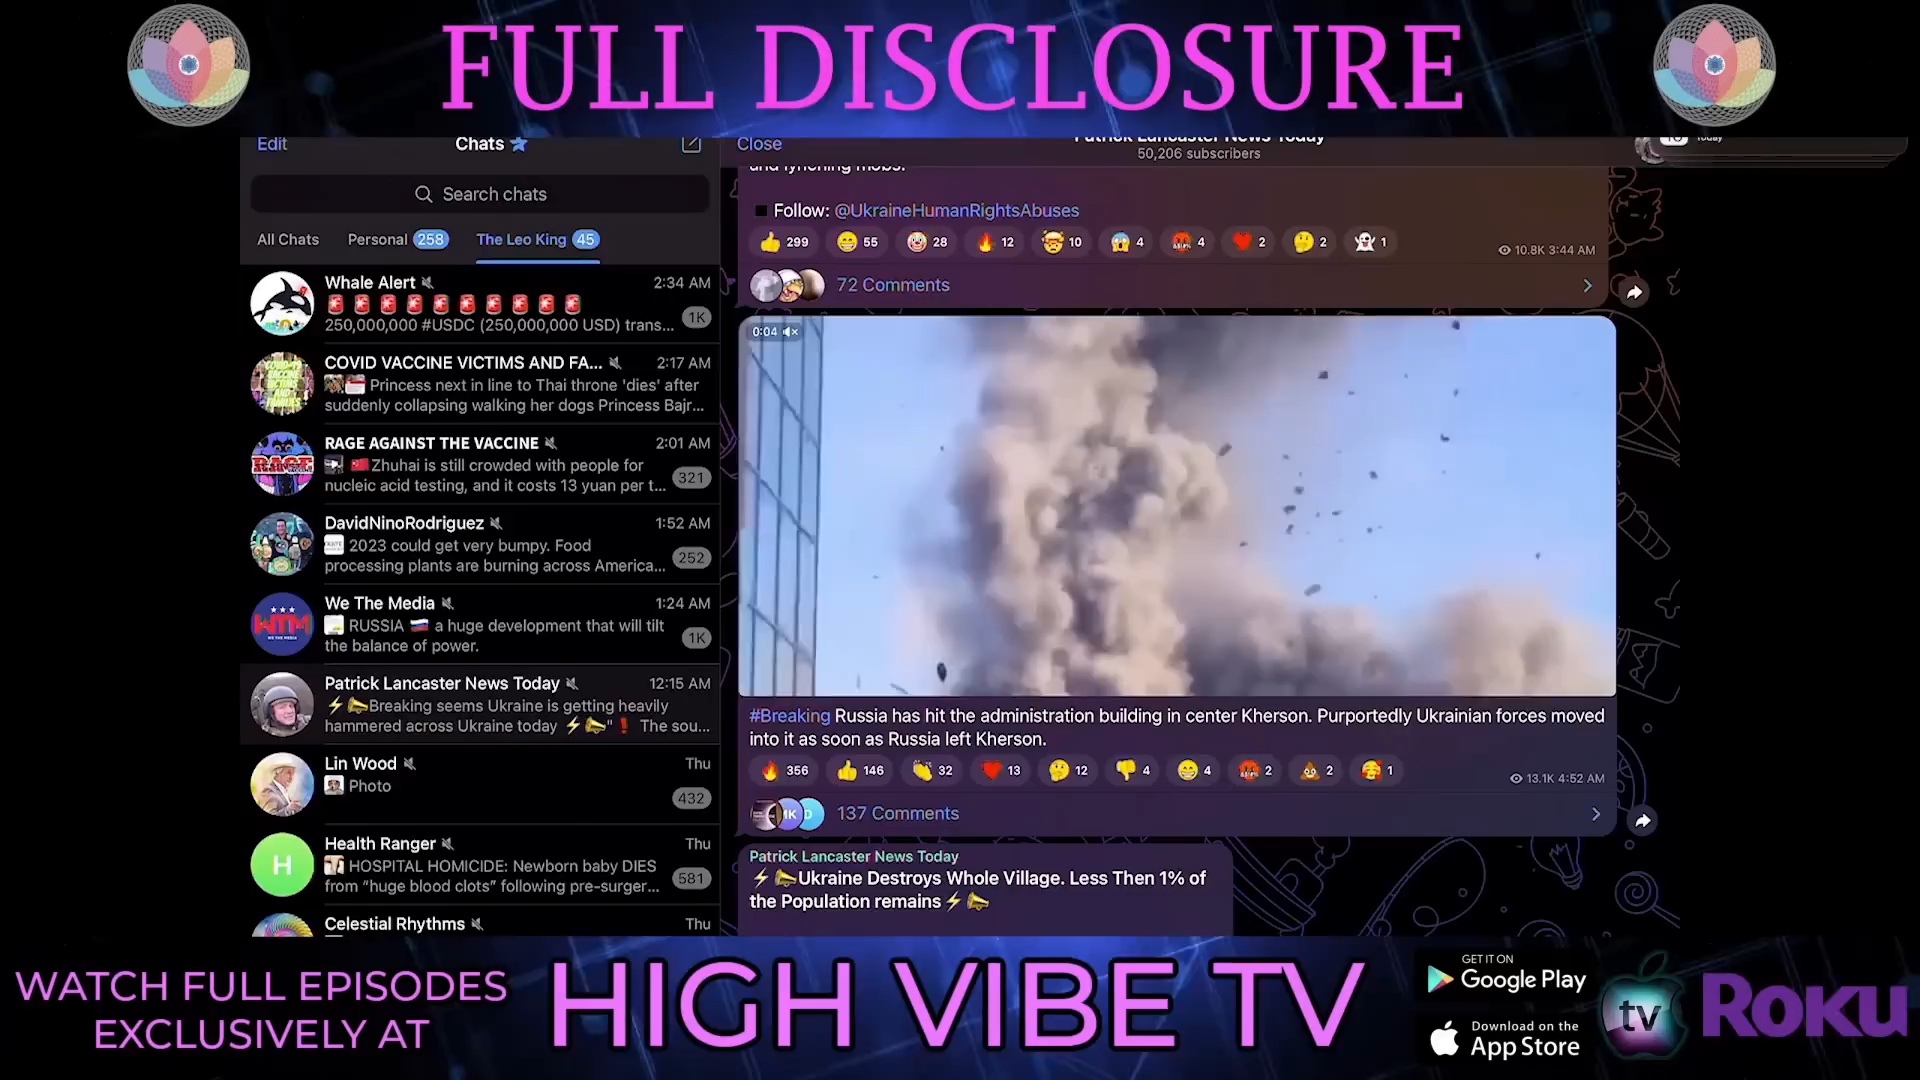 FULL DISCLOSURE
Edit
Chats
Search chats
All Chats
Personal 258
The Leo King 45
Whale Alert
2:34 AM
250,000,000 #USDC (250,000,000 USD) trans...
1K
COVID VACCINE VICTIMS AND FA...
2:17 AM
Princess next in line to Thai throne 'dies' after
suddenly collapsing walking her dogs Princess Bajr...
RAGE AGAINST THE VACCINE
2:01 AM
Zhuhai is still crowded with people for
nucleic acid testing, and it costs 13 yuan per t...
321
DavidNinoRodriguez
1:52 AM
2023 could get very bumpy. Food
processing plants are burning across America...
252
We The Media
1:24 AM
WTM
RUSSIA 🇷🇺 a huge development that will tilt
the balance of power.
1K
Patrick Lancaster News Today
12:15 AM
⚡📣Breaking seems Ukraine is getting heavily
hammered across Ukraine today ⚡📣"❗ The sou...
Lin Wood
Thu
Photo
432
Health Ranger
Thu
H
HOSPITAL HOMICIDE: Newborn baby DIES
from "huge blood clots" following pre-surger...
581
Celestial Rhythms
Thu
Close
Patrick Lancaster News Today
50,206 subscribers
Today
and lynching mobs.
Follow: @UkraineHumanRightsAbuses
299 55 28 12 10 4 4 2 2 1
10.8K 3:44 AM
72 Comments
0:04
#Breaking Russia has hit the administration building in center Kherson. Purportedly Ukrainian forces moved
into it as soon as Russia left Kherson.
356 146 32 13 12 4 4 2 2 1
13.1K 4:52 AM
MK D
137 Comments
Patrick Lancaster News Today
⚡📣Ukraine Destroys Whole Village. Less Then 1% of
the Population remains⚡📣
WATCH FULL EPISODES
EXCLUSIVELY AT
HIGH VIBE TV
GET IT ON
Google Play
Download on the
App Store
tv
ROKU